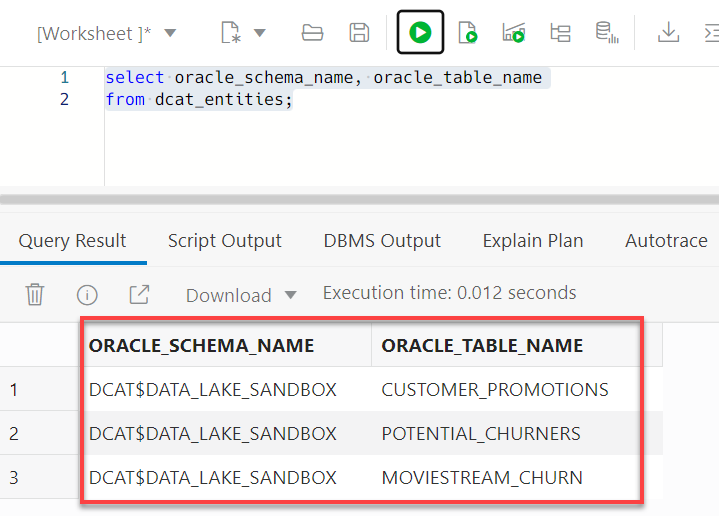 [Worksheet ]*
1 select oracle_schema_name, oracle_table_name
2 from dcat_entities;
Query Result Script Output DBMS Output Explain Plan Autotrace
Download Execution time: 0.012 seconds
ORACLE_SCHEMA_NAME ORACLE_TABLE_NAME
1 DCAT$DATA_LAKE_SANDBOX CUSTOMER_PROMOTIONS
2 DCAT$DATA_LAKE_SANDBOX POTENTIAL_CHURNERS
3 DCAT$DATA_LAKE_SANDBOX MOVIESTREAM_CHURN